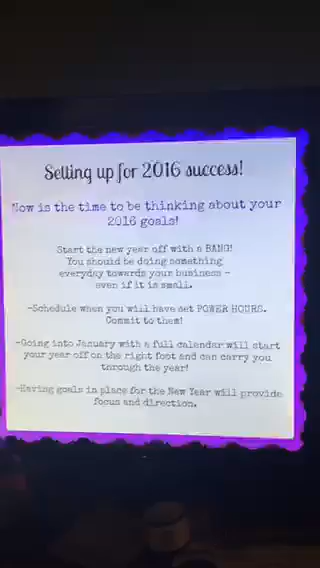 Setting up for 2016 success!
Now is the time to be thinking about your
2016 goals!
Start the new year off with a BANG!
You should be doing something
everyday towards your business -
even if it is small.
-Schedule when you will have set POWER HOURS.
Commit to them!
-Going into January with a full calendar will start
your year off on the right foot and can carry you
through the year!
-Having goals in place for the New Year will provide
focus and direction.